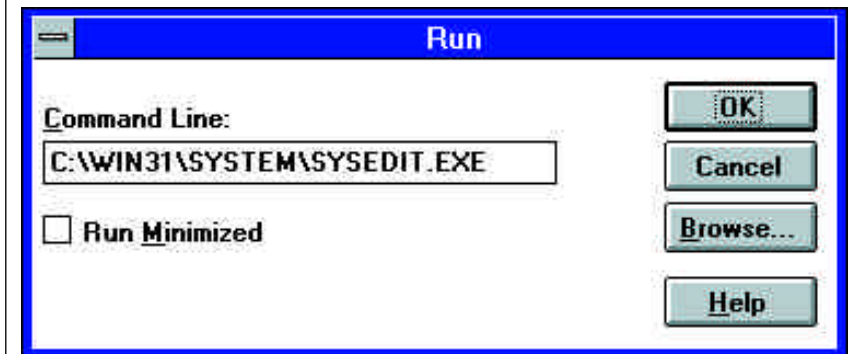 Run
Command Line:
C:\WIN31\SYSTEM\SYSEDIT.EXE
Run Minimized
OK
Cancel
Browse...
Help